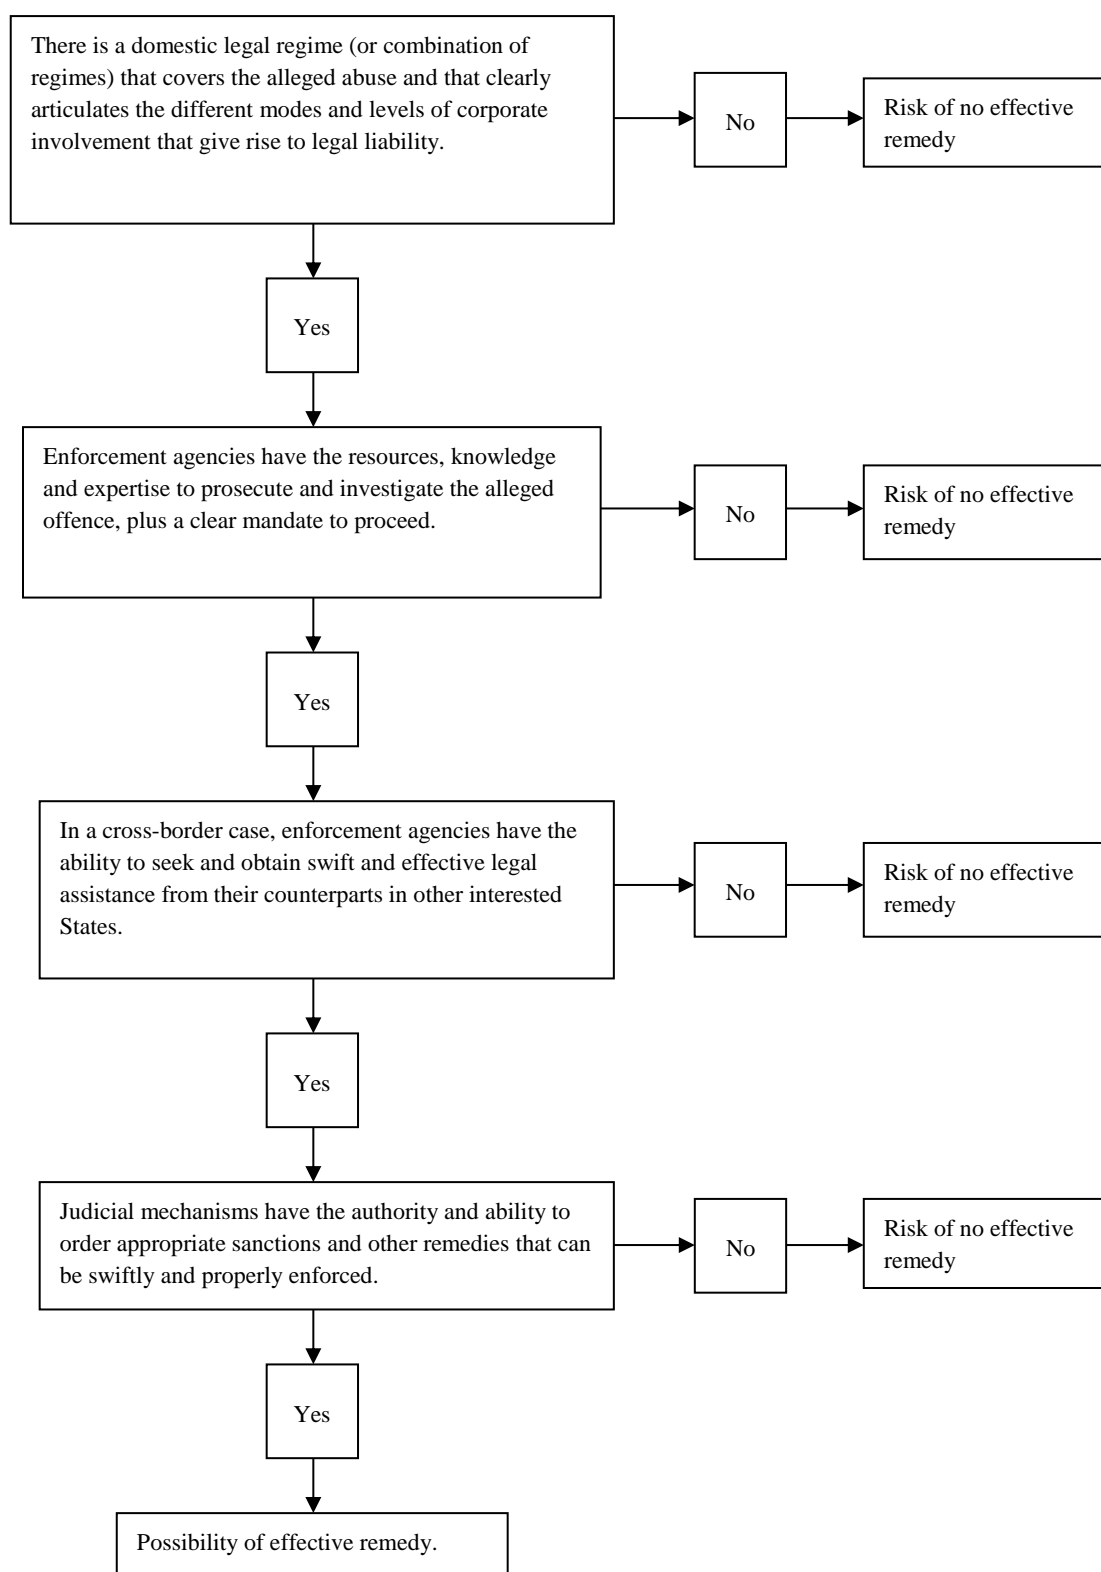 There is a domestic legal regime (or combination of
regimes) that covers the alleged abuse and that clearly
articulates the different modes and levels of corporate
involvement that give rise to legal liability.
No
Risk of no effective
remedy
Yes
Enforcement agencies have the resources, knowledge
and expertise to prosecute and investigate the alleged
offence, plus a clear mandate to proceed.
No
Risk of no effective
remedy
Yes
In a cross-border case, enforcement agencies have the
ability to seek and obtain swift and effective legal
assistance from their counterparts in other interested
States.
No
Risk of no effective
remedy
Yes
Judicial mechanisms have the authority and ability to
order appropriate sanctions and other remedies that can
be swiftly and properly enforced.
No
Risk of no effective
remedy
Yes
Possibility of effective remedy.